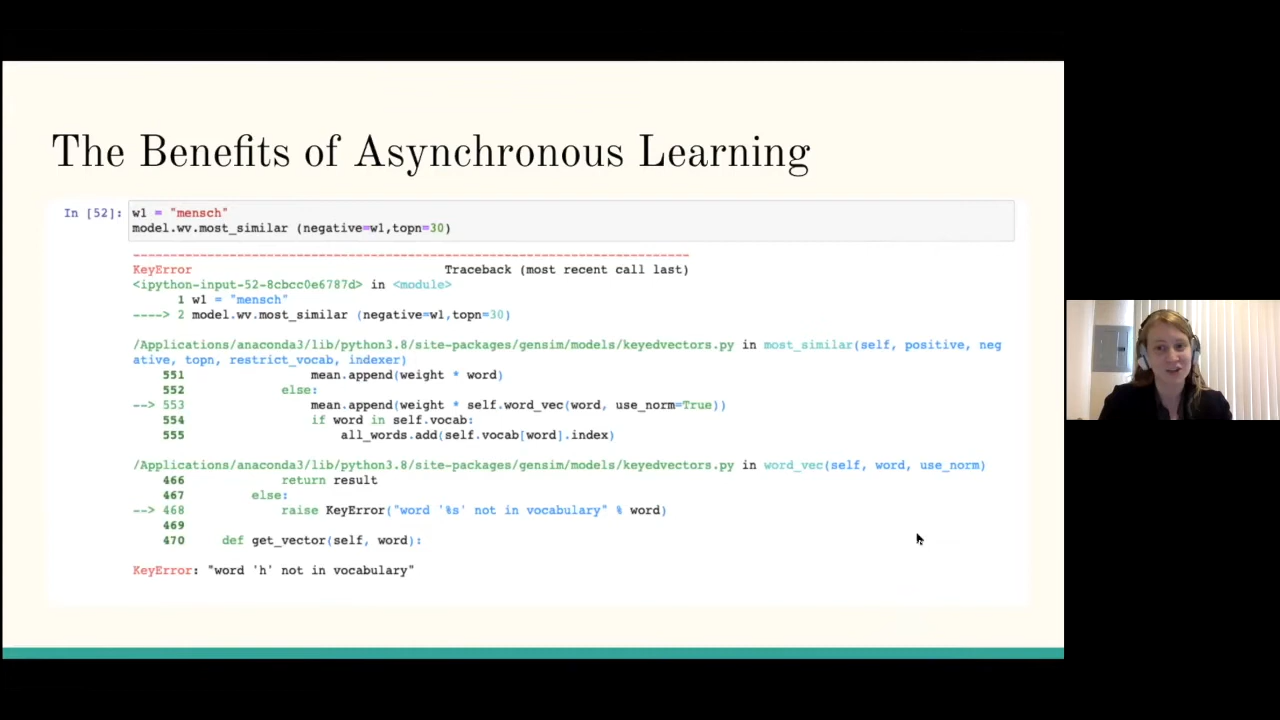 The Benefits of Asynchronous Learning
In [52]: w1 = "mensch"
model.wv.most_similar (negative=w1,topn=30)
---------------------------------------------------------------------------
KeyError Traceback (most recent call last)
<ipython-input-52-8cbcc0e6787d> in <module>
1 w1 = "mensch"
----> 2 model.wv.most_similar (negative=w1,topn=30)
/Applications/anaconda3/lib/python3.8/site-packages/gensim/models/keyedvectors.py in most_similar(self, positive, neg
ative, topn, restrict_vocab, indexer)
551 mean.append(weight * word)
552 else:
--> 553 mean.append(weight * self.word_vec(word, use_norm=True))
554 if word in self.vocab:
555 all_words.add(self.vocab[word].index)
/Applications/anaconda3/lib/python3.8/site-packages/gensim/models/keyedvectors.py in word_vec(self, word, use_norm)
466 return result
467 else:
--> 468 raise KeyError("word '%s' not in vocabulary" % word)
469
470 def get_vector(self, word):
KeyError: "word 'h' not in vocabulary"